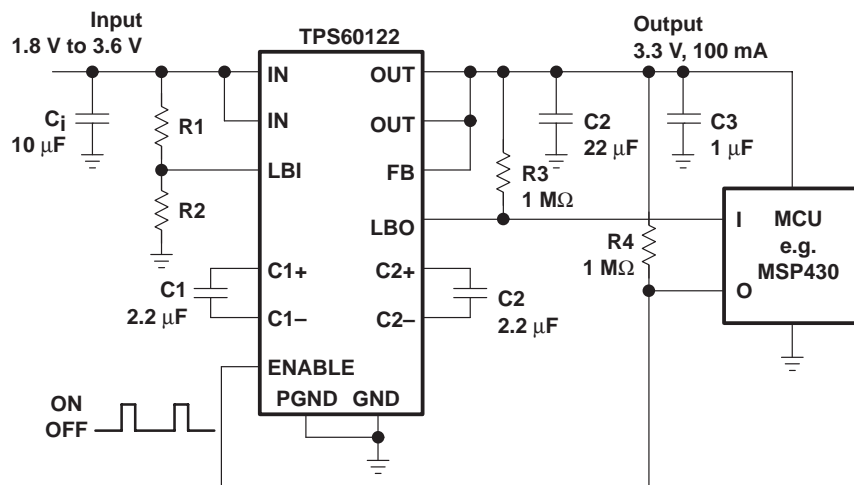 Input
1.8 V to 3.6 V
TPS60122
Output
3.3 V, 100 mA
IN
OUT
Ci
10 μF
R1
IN
OUT
C2
22 μF
C3
1 μF
LBI
FB
R3
1 MΩ
R2
LBO
I
MCU
e.g.
MSP430
R4
1 MΩ
C1
2.2 μF
C1+
C2+
C2
2.2 μF
O
C1–
C2–
ENABLE
ON
OFF
PGND
GND